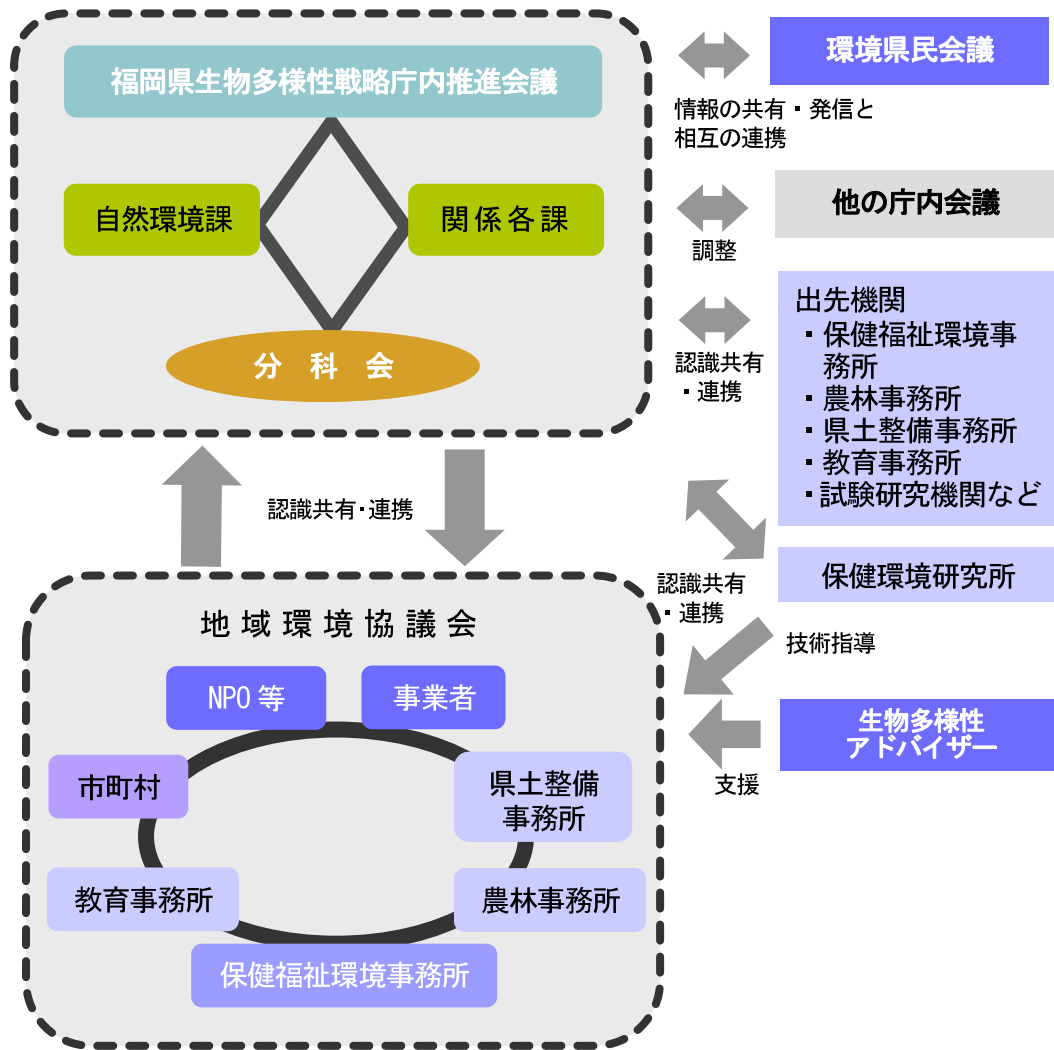 福岡県生物多様性戦略庁内推進会議
自然環境課
関係各課
分　科　会
環境県民会議
情報の共有・発信と
相互の連携
他の庁内会議
調整
出先機関
・保健福祉環境事
務所
・農林事務所
・県土整備事務所
・教育事務所
・試験研究機関など
認識共有
・連携
認識共有・連携
保健環境研究所
認識共有
・連携
技術指導
生物多様性
アドバイザー
支援
地域環境協議会
NPO等
事業者
市町村
県土整備
事務所
教育事務所
農林事務所
保健福祉環境事務所